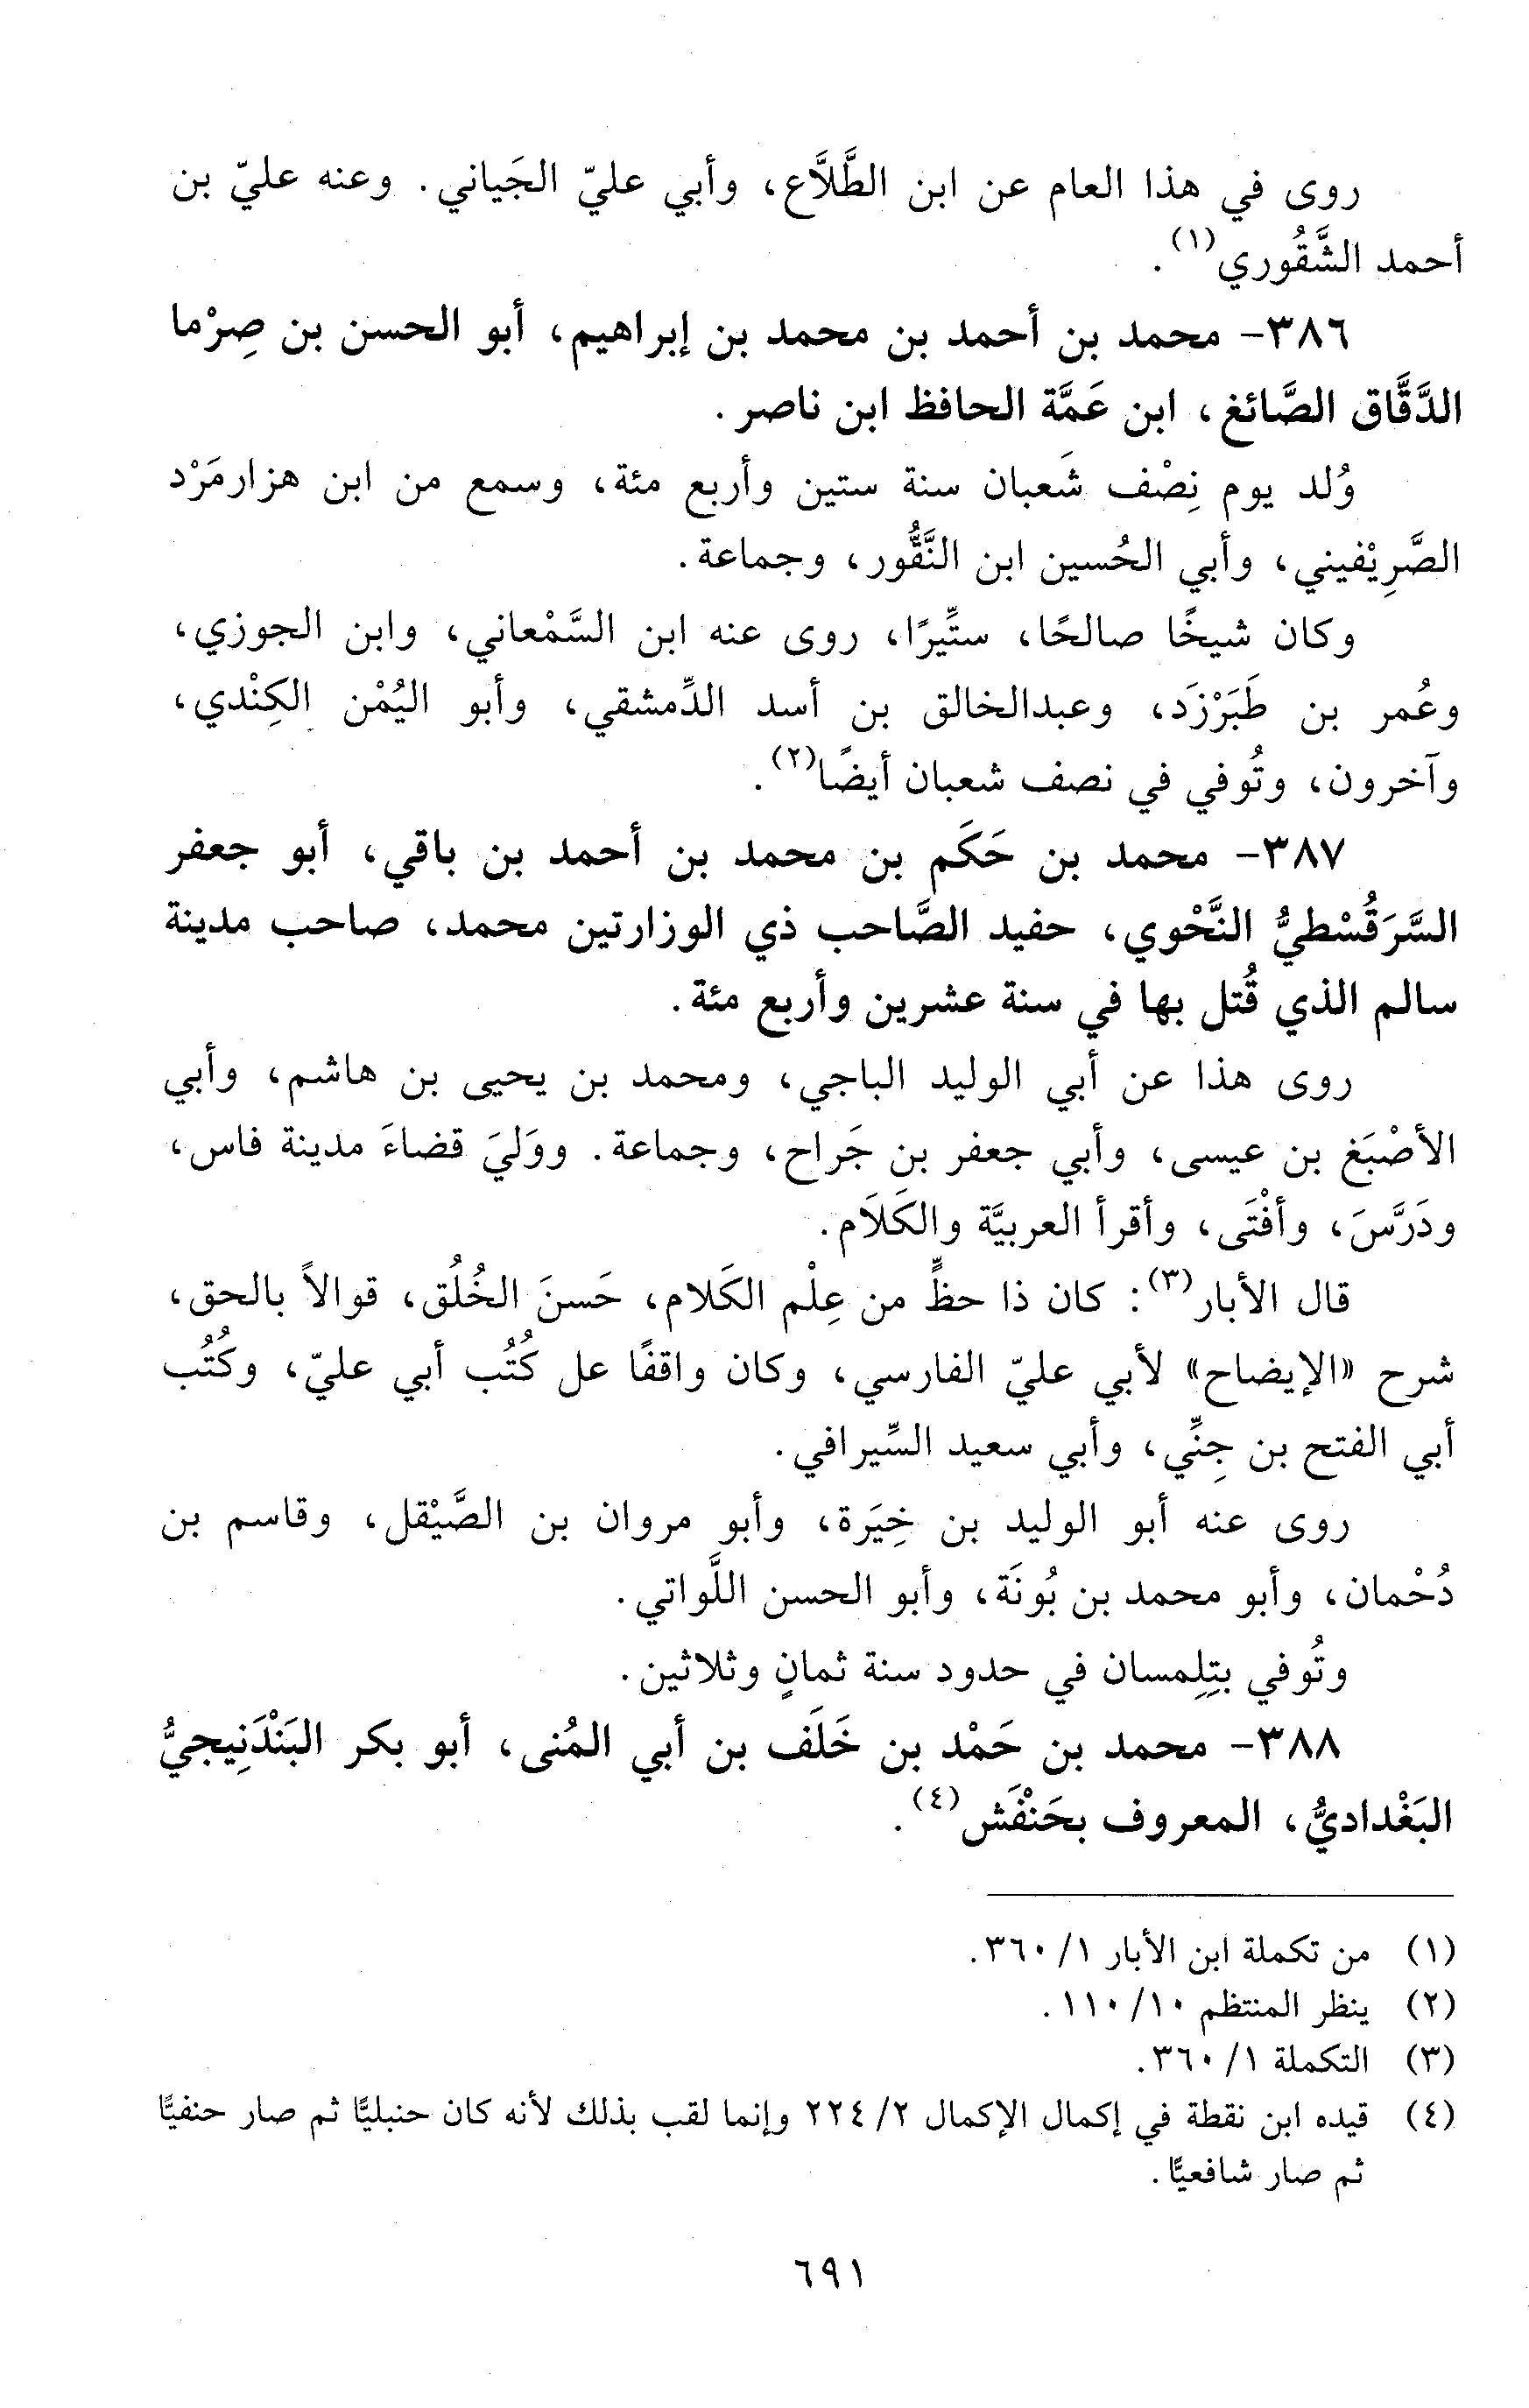 روى في هذا العام عن ابن الطَّلَّاع، وأبي عليّ الجَياني. وعنه عليّ بن
أحمد الشَّقُوري(١).
٣٨٦- محمد بن أحمد بن محمد بن إبراهيم، أبو الحسن بن صِرْما
الدَّقَّاق الصَّائغ، ابن عَمَّة الحافظ ابن ناصر.
وُلد يوم نِصْف شَعبان سنة ستين وأربع مئة، وسمع من ابن هزارمَرْد
الصَّرِيْفيني، وأبي الحُسين ابن النَّقُّور، وجماعة.
وكان شيخًا صالحًا، ستِّيرًا، روى عنه ابن السَّمْعاني، وابن الجوزي،
وعُمر بن طَبَرْزَد، وعبدالخالق بن أسد الدِّمشقي، وأبو اليُمْن الكِنْدي،
وآخرون، وتُوفي في نصف شعبان أيضًا(٢).
٣٨٧- محمد بن حَكَم بن محمد بن أحمد بن باقي، أبو جعفر
السَّرَقُسْطيُّ النَّحْوي، حفيد الصَّاحب ذي الوزارتين محمد، صاحب مدينة
سالم الذي قُتل بها في سنة عشرين وأربع مئة.
روى هذا عن أبي الوليد الباجي، ومحمد بن يحيى بن هاشم، وأبي
الأصْبَغ بن عيسى، وأبي جعفر بن جَراح، وجماعة. ووَليَ قضاءَ مدينة فاس،
ودَرَّسَ، وأفْتَى، وأقرأ العربيَّة والكَلَام.
قال الأبار(٣): كان ذا حظٍّ من عِلْم الكَلام، حَسنَ الخُلُق، قوالاً بالحق،
شرح «الإيضاح» لأبي عليّ الفارسي، وكان واقفًا عل كُتُب أبي عليّ، وكُتُب
أبي الفتح بن جِنِّي، وأبي سعيد السِّيرافي.
روى عنه أبو الوليد بن خِيَرة، وأبو مروان بن الصَّيْقل، وقاسم بن
دُحْمان، وأبو محمد بن بُونَة، وأبو الحسن اللَّواتي.
وتُوفي بتِلِمسان في حدود سنة ثمانٍ وثلاثين.
٣٨٨- محمد بن حَمْد بن خَلَف بن أبي المُنى، أبو بكر البَنْدَنِيجيُّ
البَغْداديُّ، المعروف بحَنْفَش(٤).
(١) من تكملة ابن الأبار ١/ ٣٦٠.
(٢) ينظر المنتظم ١٠/ ١١٠.
(٣) التكملة ١/ ٣٦٠.
(٤) قيده ابن نقطة في إكمال الإكمال ٢/ ٢٢٤ وإنما لقب بذلك لأنه كان حنبليًّا ثم صار حنفيًّا
ثم صار شافعيًّا.
٦٩١